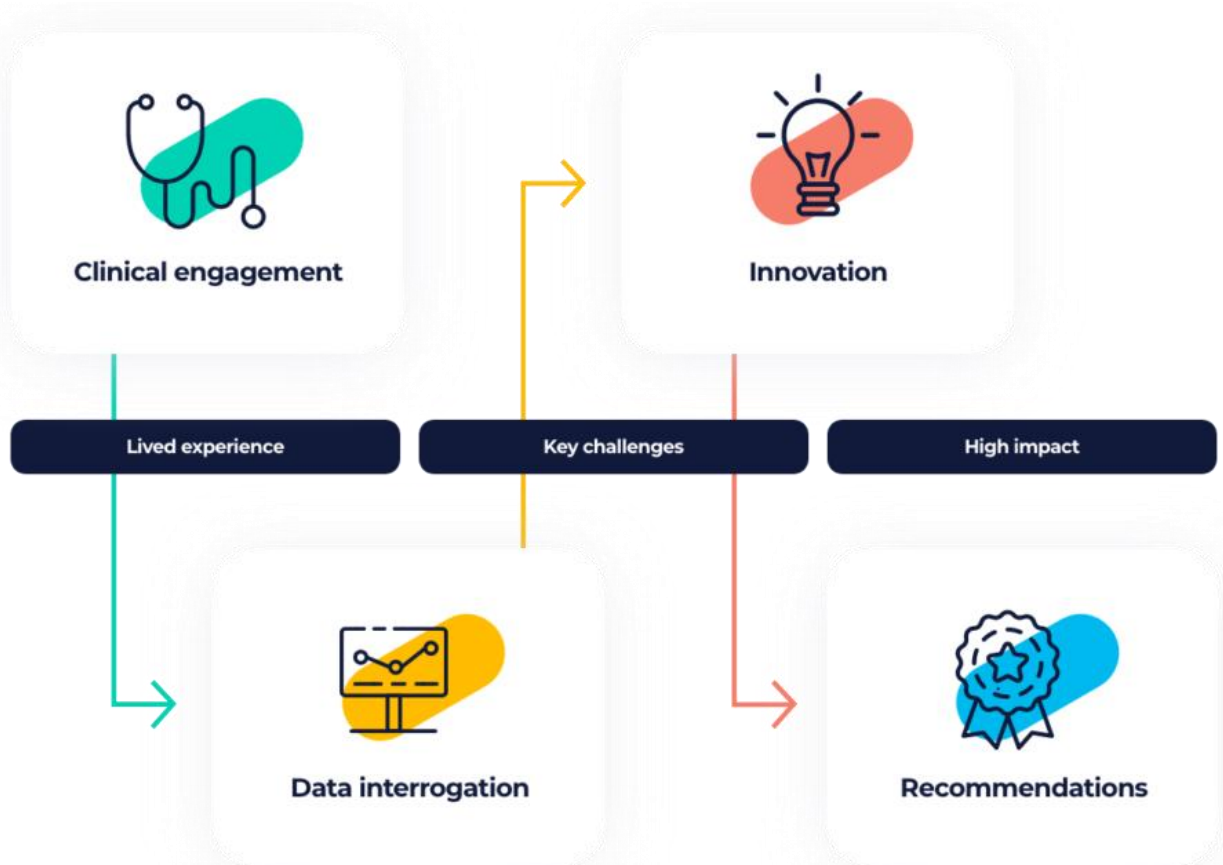 Clinical engagement
Innovation
Lived experience
Key challenges
High impact
Data interrogation
Recommendations